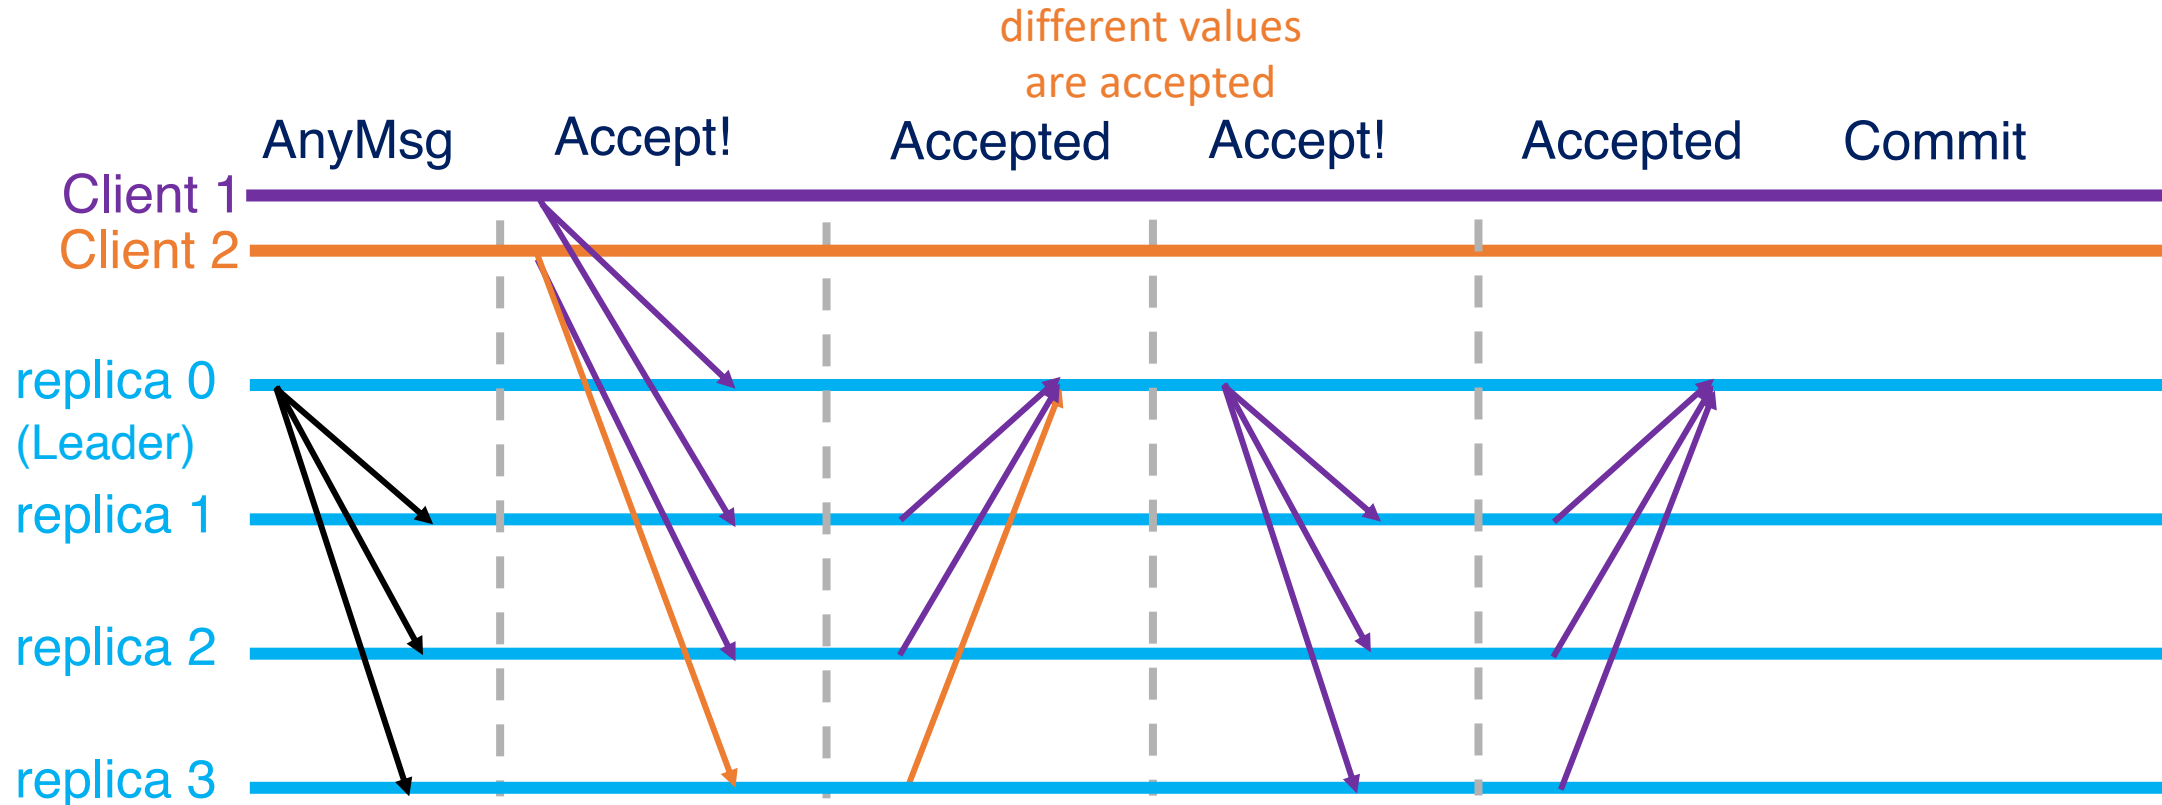 different values
are accepted
AnyMsg
Accept!
Accepted
Accept!
Accepted
Commit
Client 1
Client 2
replica 0
(Leader)
replica 1
replica 2
replica 3